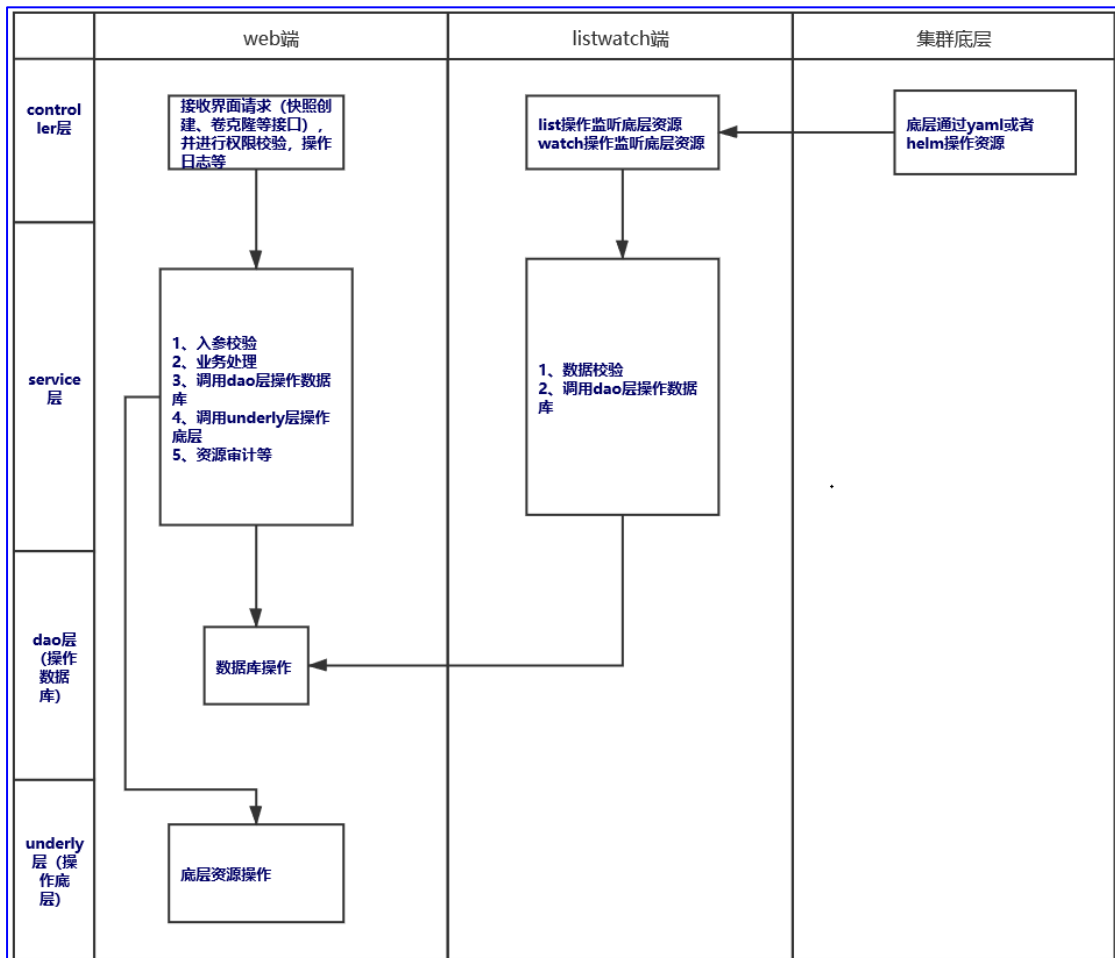 web端
listwatch端
集群底层
control
ler层
接收界面请求（快照创
建、卷克隆等接口），
并进行权限校验，操作
日志等
list操作监听底层资源
watch操作监听底层资源
底层通过yaml或者
helm操作资源
service
层
1、入参校验
2、业务处理
3、调用dao层操作数据
库
4、调用underly层操作
底层
5、资源审计等
1、数据校验
2、调用dao层操作数据
库
dao层
（操作
数据
库）
数据库操作
underly
层（操
作底
层）
底层资源操作